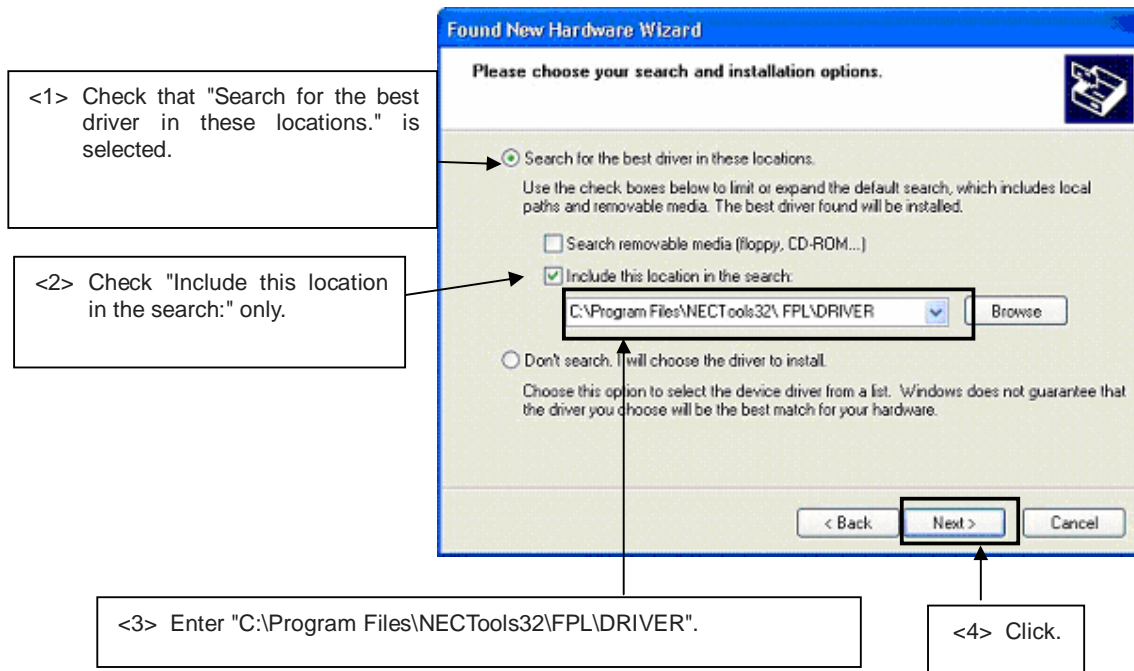 Found New Hardware Wizard
Please choose your search and installation options.
<1> Check that "Search for the best
driver in these locations." is
selected.
Search for the best driver in these locations.
Use the check boxes below to limit or expand the default search, which includes local
paths and removable media. The best driver found will be installed.
Search removable media (floppy, CD-ROM...)
<2> Check "Include this location
in the search:" only.
Include this location in the search:
C:\Program Files\NECTools32\ FPL\DRIVER
Browse
Don't search. I will choose the driver to install.
Choose this option to select the device driver from a list. Windows does not guarantee that
the driver you choose will be the best match for your hardware.
< Back
Next >
Cancel
<3> Enter "C:\Program Files\NECTools32\FPL\DRIVER".
<4> Click.